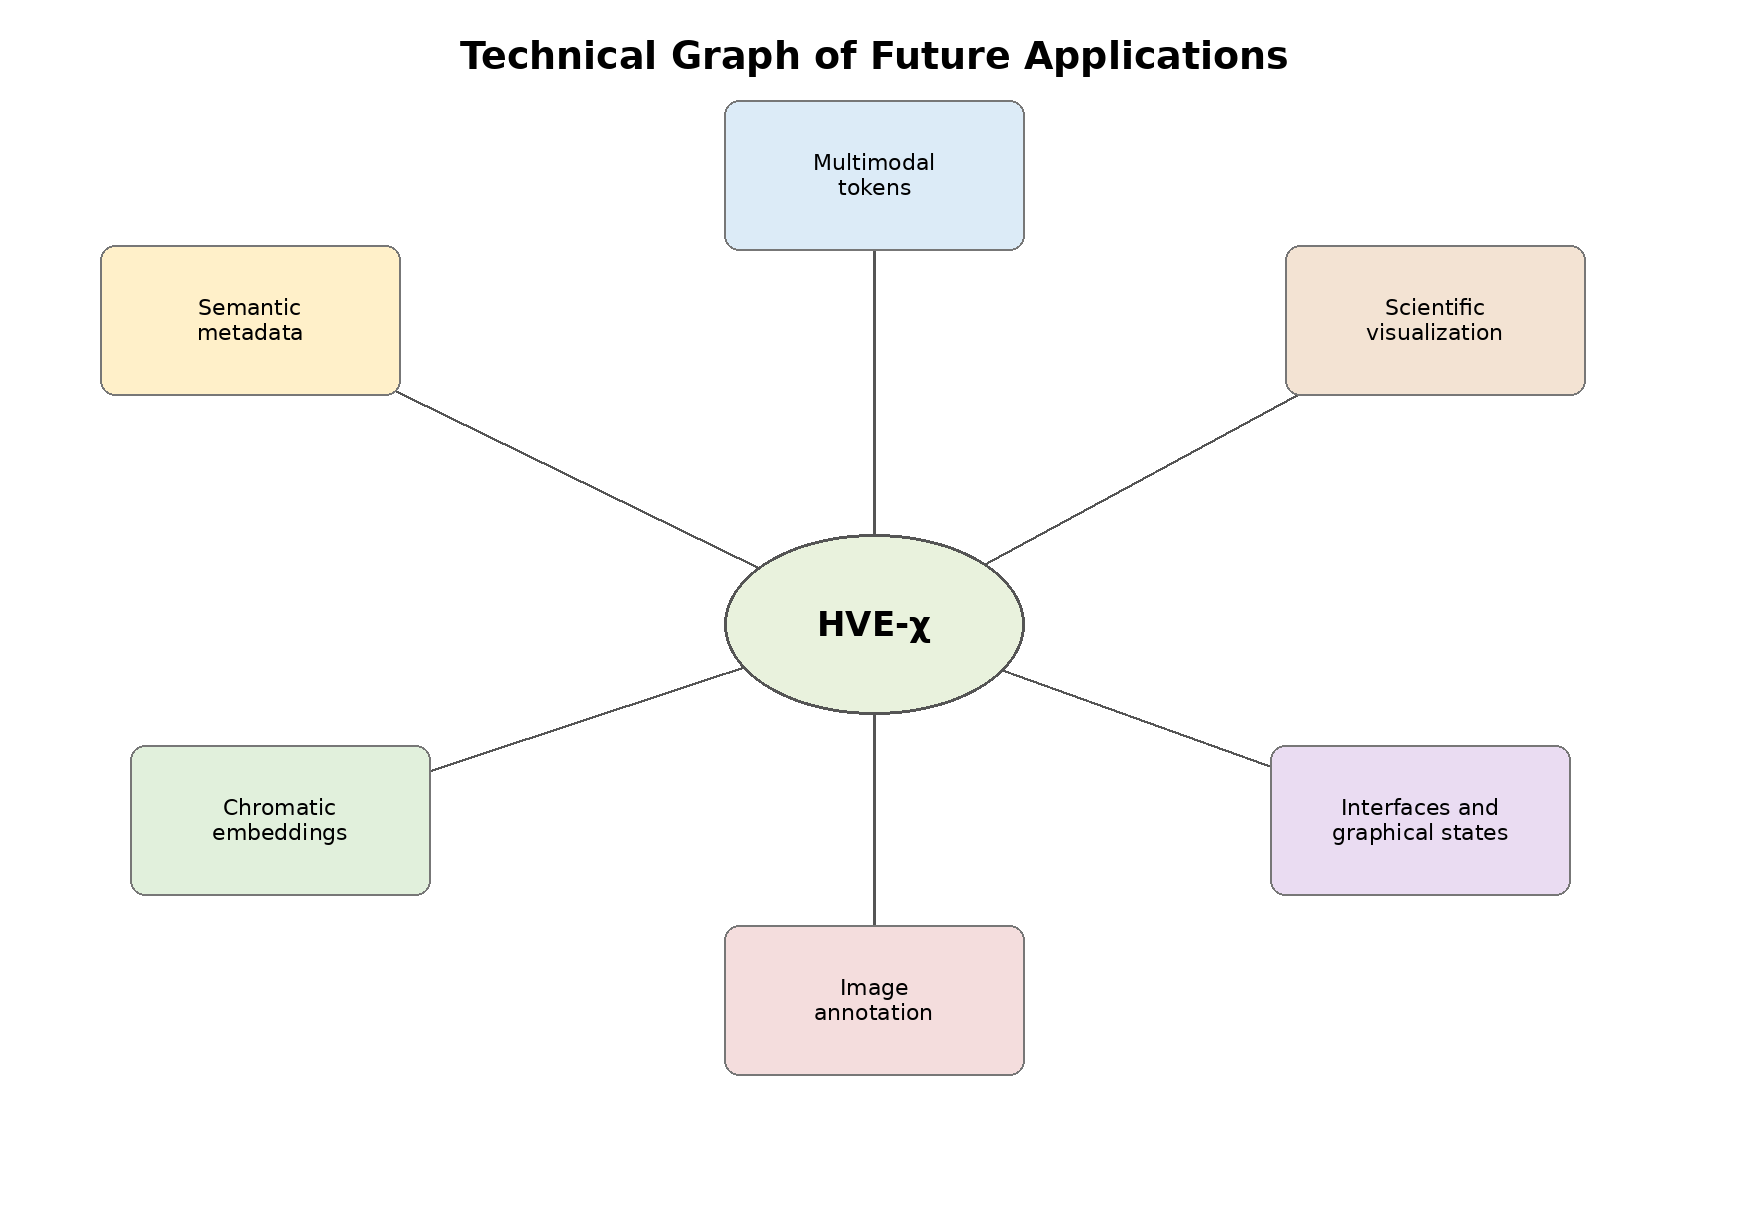 Technical Graph of Future Applications
Multimodal
tokens
Semantic
metadata
Scientific
visualization
HVE-χ
Chromatic
embeddings
Interfaces and
graphical states
Image
annotation